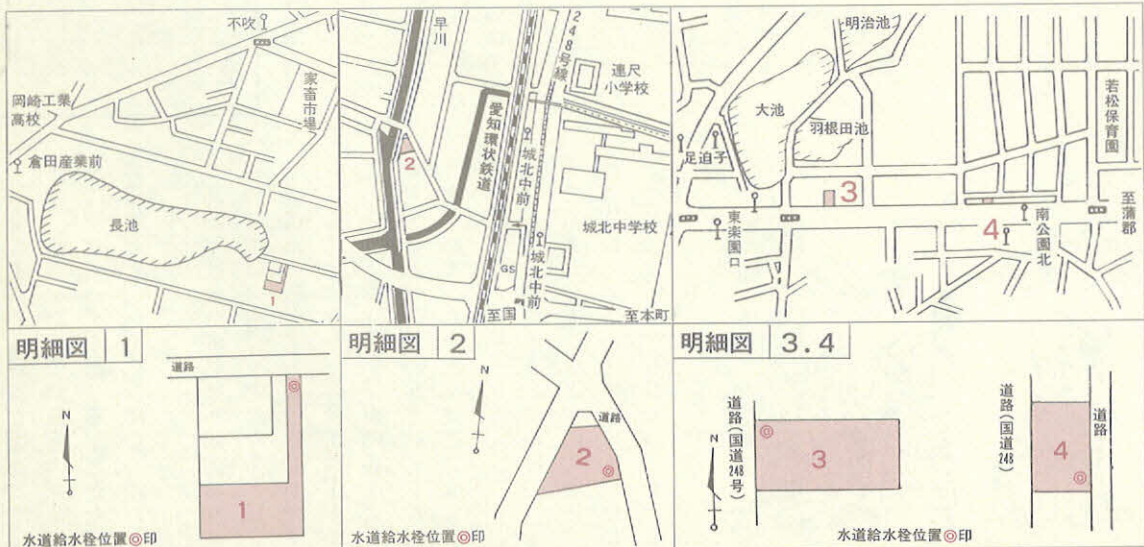 不吹
岡崎工業
高校
倉田産業前
家畜市場
長池
1
早川
248号線
連尺
小学校
愛知環状鉄道
城北中前
2
城北中学校
城北中前
GS
至国
至本町
明治池
大池
羽根田池
足迫子
若松保育園
3
東楽園口
4
南公園北
至蒲郡
明細図 1
道路
N
1
水道給水栓位置◎印
明細図 2
N
道路
2
水道給水栓位置◎印
明細図 3.4
道路(国道248号)
N
3
道路(国道248)
4
道路
水道給水栓位置◎印